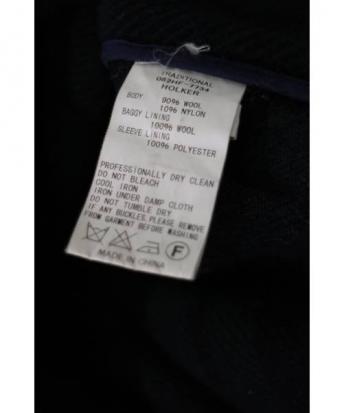 TRADITIONAL
082HF-7734
HOLKER
BODY 90% WOOL
10% NYLON
BAGGY LINING
100% WOOL
SLEEVE LINING
100% POLYESTER
PROFESSIONALLY DRY CLEAN
DO NOT BLEACH
COOL IRON
IRON UNDER DAMP CLOTH
DO NOT TUMBLE DRY
IF ANY BUCKLES.PLEASE REMOVE
FROM GARMENT BEFORE WASHING
F
MADE IN CHINA